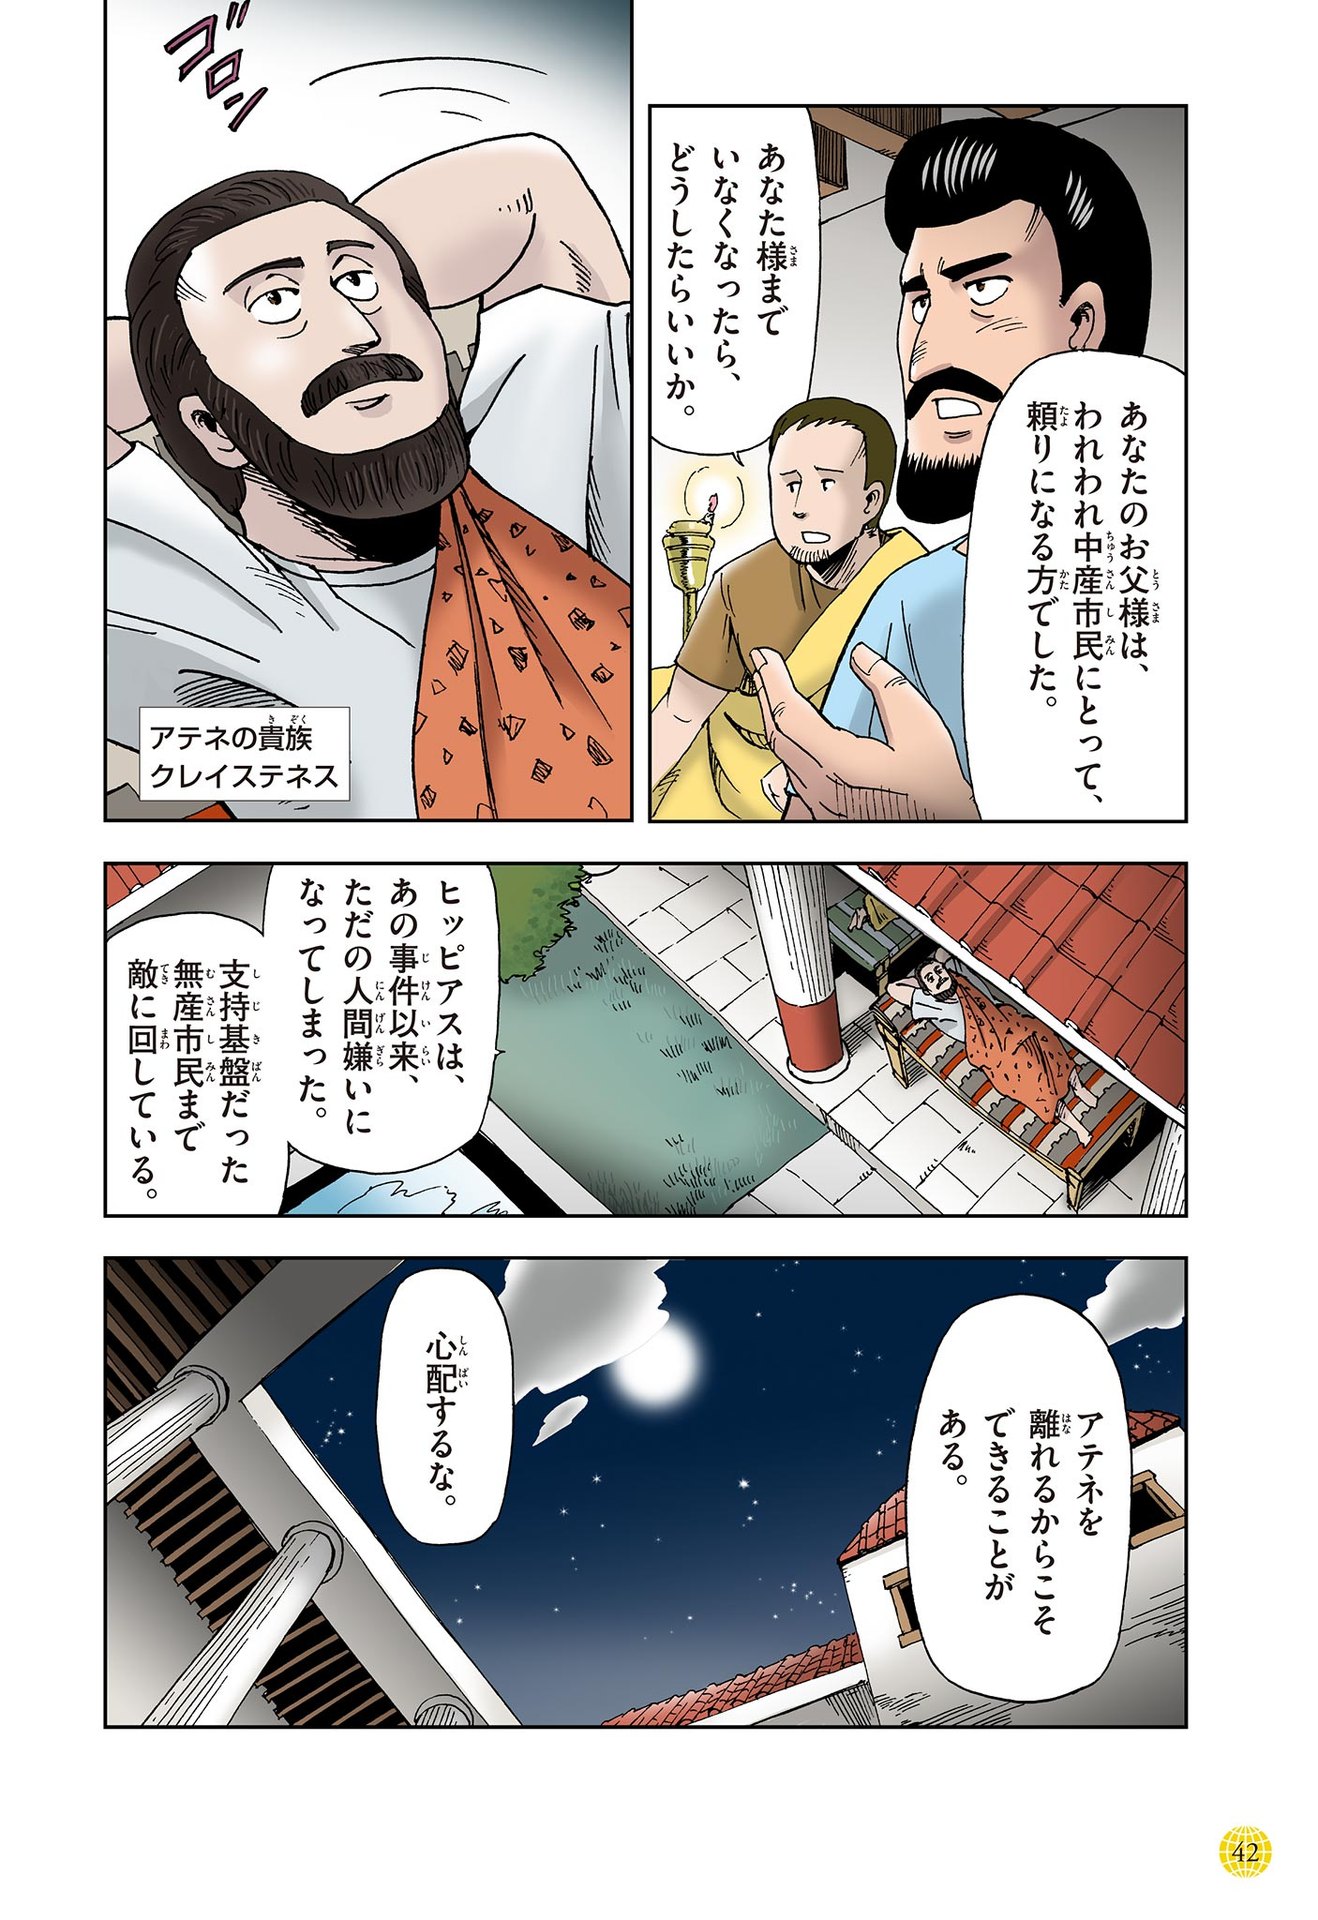 あなたのお父様は、
われわれ中産市民にとって、
頼りになる方でした。
あなた様まで
いなくなったら、
どうしたらいいか。
ゴロン
アテネの貴族
クレイステネス
ヒッピアスは、
あの事件以来、
ただの人間嫌いに
なってしまった。
支持基盤だった
無産市民まで
敵に回している。
アテネを
離れるからこそ
できることが
ある。
心配するな。
42